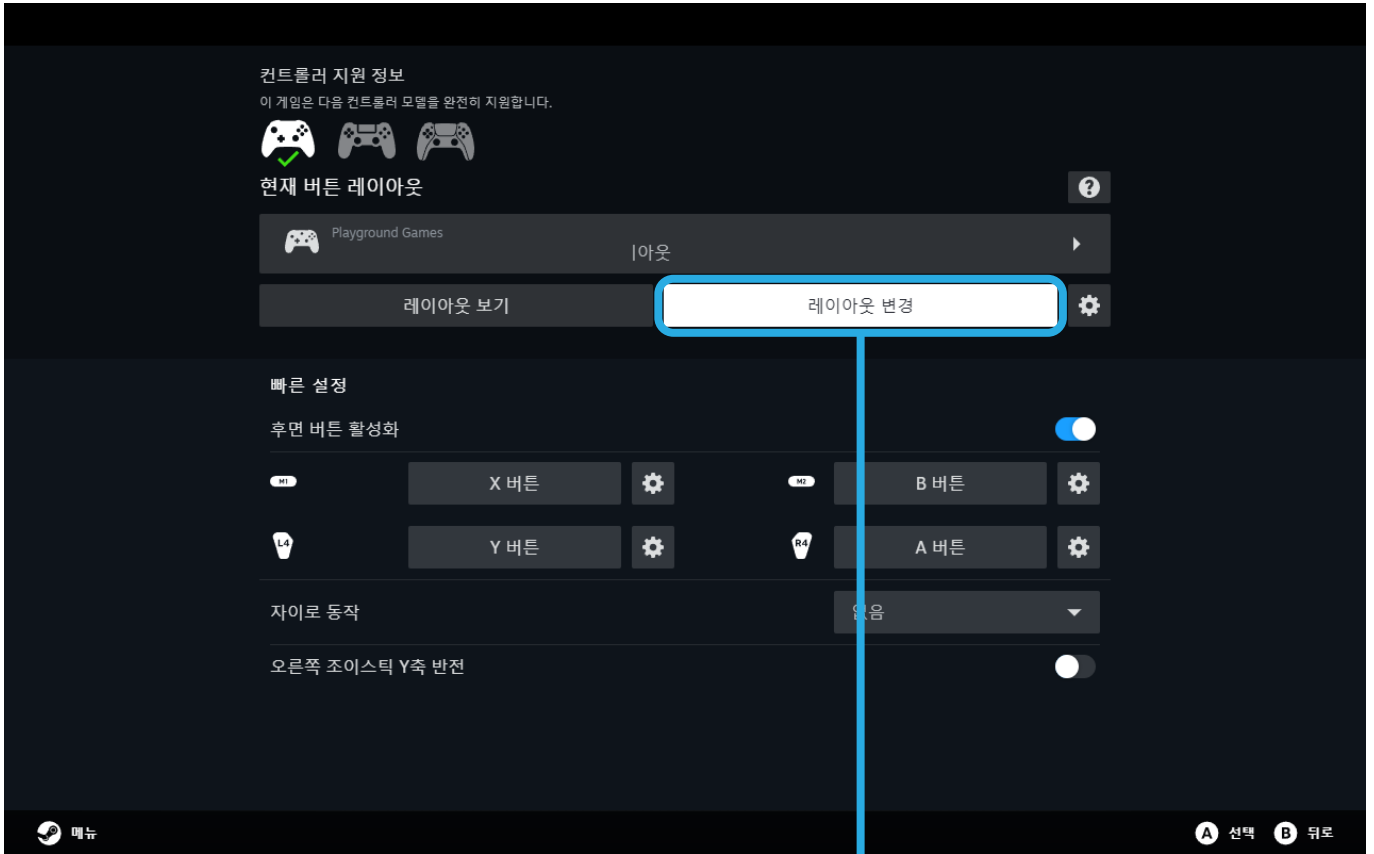 컨트롤러 지원 정보
이 게임은 다음 컨트롤러 모델을 완전히 지원합니다.
현재 버튼 레이아웃
?
Playground Games
아웃
레이아웃 보기
레이아웃 변경
빠른 설정
후면 버튼 활성화
M1 X 버튼 M2 B 버튼
L4 Y 버튼 R4 A 버튼
자이로 동작 없음
오른쪽 조이스틱 Y축 반전
메뉴 A 선택 B 뒤로